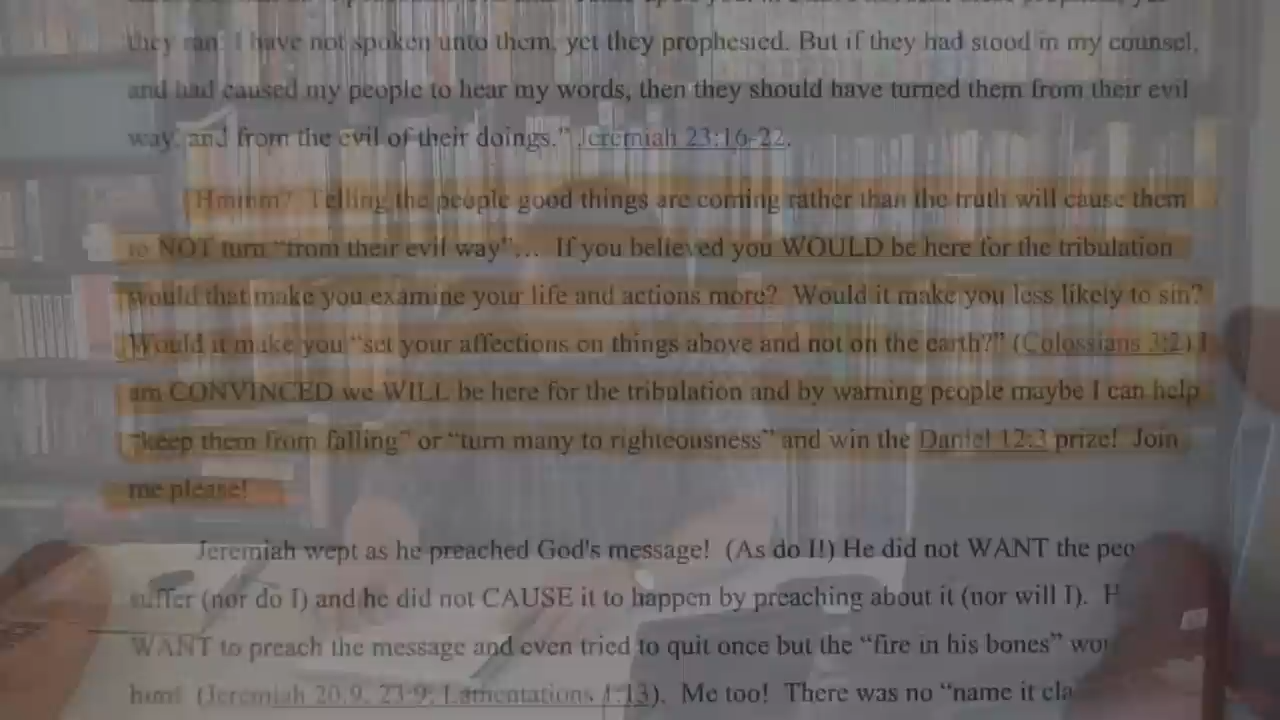 they ran: I have not spoken unto them, yet they prophesied. But if they had stood in my counsel,
and had caused my people to hear my words, then they should have turned them from their evil
way, and from the evil of their doings." Jeremiah 23:16-22.
Hmmm? Telling the people good things are coming rather than the truth will cause them
to NOT turn "from their evil way"… If you believed you WOULD be here for the tribulation
would that make you examine your life and actions more? Would it make you less likely to sin?
Would it make you "set your affections on things above and not on the earth?" (Colossians 3:2) I
am CONVINCED we WILL be here for the tribulation and by warning people maybe I can help
"keep them from falling" or "turn many to righteousness" and win the Daniel 12:3 prize! Join
me please!
Jeremiah wept as he preached God's message! (As do I!) He did not WANT the peo
suffer (nor do I) and he did not CAUSE it to happen by preaching about it (nor will I). H
WANT to preach the message and even tried to quit once but the "fire in his bones" wou
him! (Jeremiah 20:9, 23:9; Lamentations 1:13). Me too! There was no "name it cla